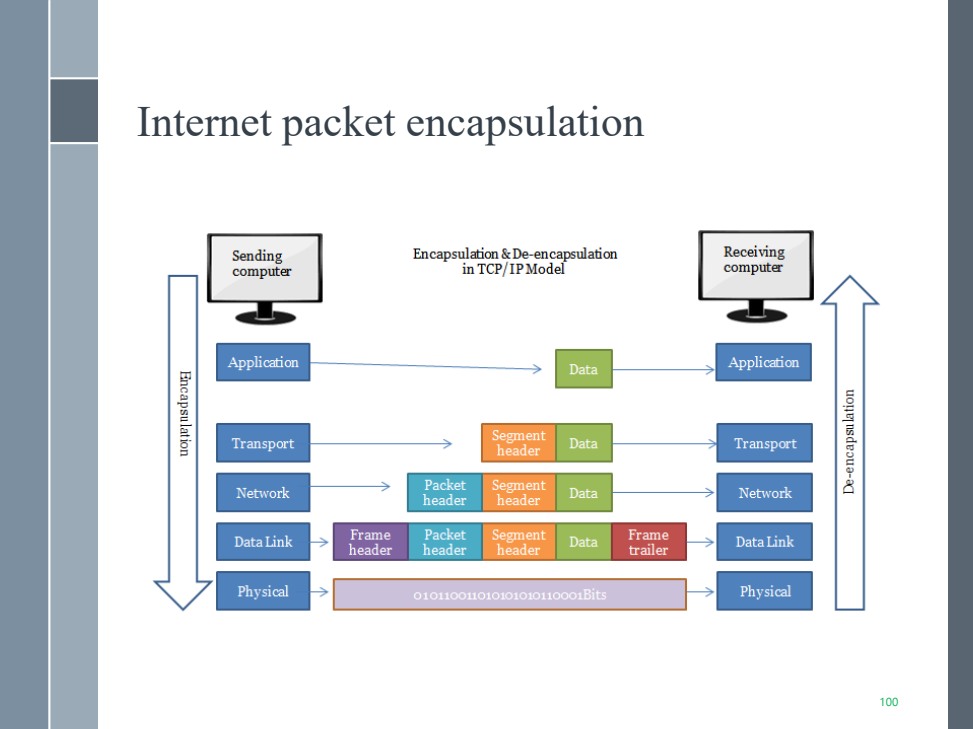 Internet packet encapsulation
Sending
computer
Encapsulation & De-encapsulation
in TCP/IP Model
Receiving
computer
Encapsulation
De-encapsulation
Application
Data
Application
Transport
Segment
header
Data
Transport
Network
Packet
header
Segment
header
Data
Network
Data Link
Frame
header
Packet
header
Segment
header
Data
Frame
trailer
Data Link
Physical
0101100110101010101100001Bits
Physical
100